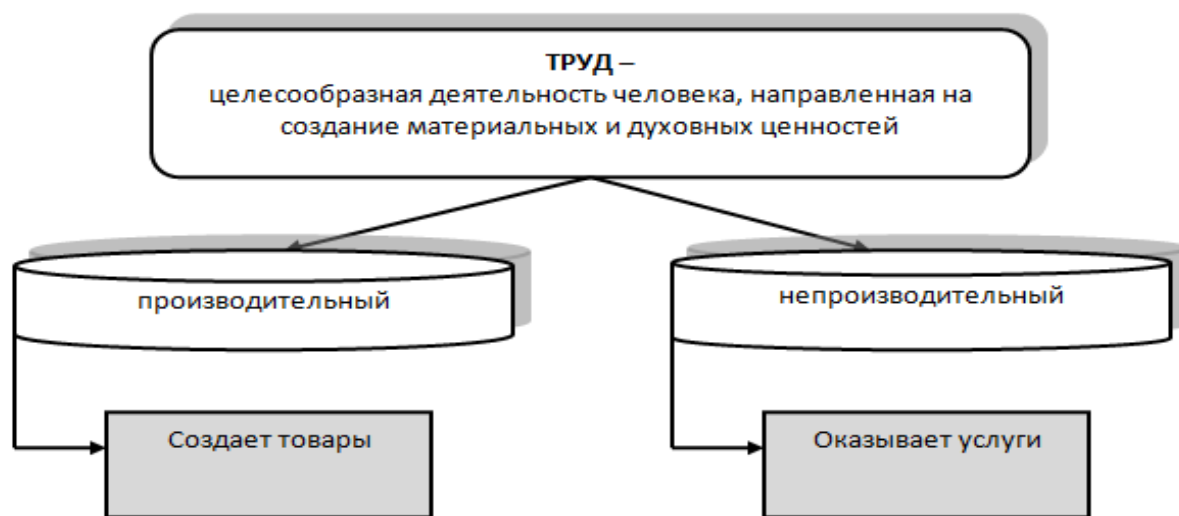 ТРУД –
целесообразная деятельность человека, направленная на
создание материальных и духовных ценностей
производительный
непроизводительный
Создает товары
Оказывает услуги